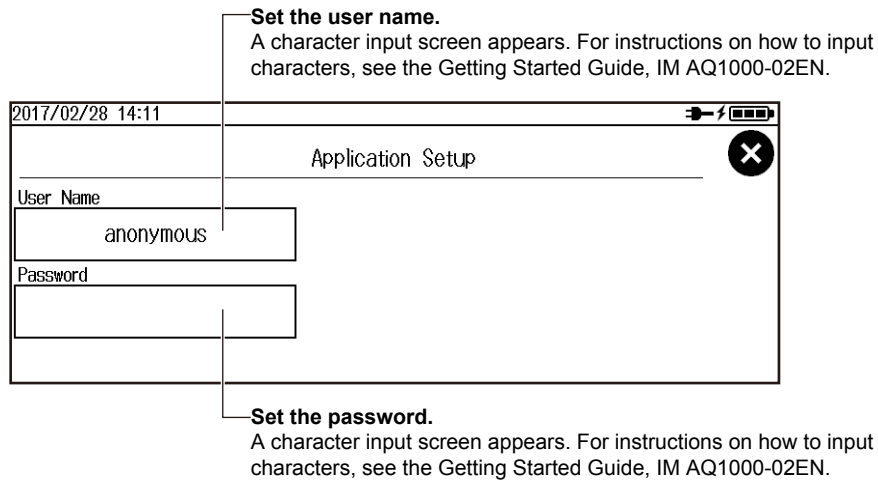 Set the user name.
A character input screen appears. For instructions on how to input
characters, see the Getting Started Guide, IM AQ1000-02EN.
2017/02/28 14:11
Application Setup
User Name
anonymous
Password
Set the password.
A character input screen appears. For instructions on how to input
characters, see the Getting Started Guide, IM AQ1000-02EN.